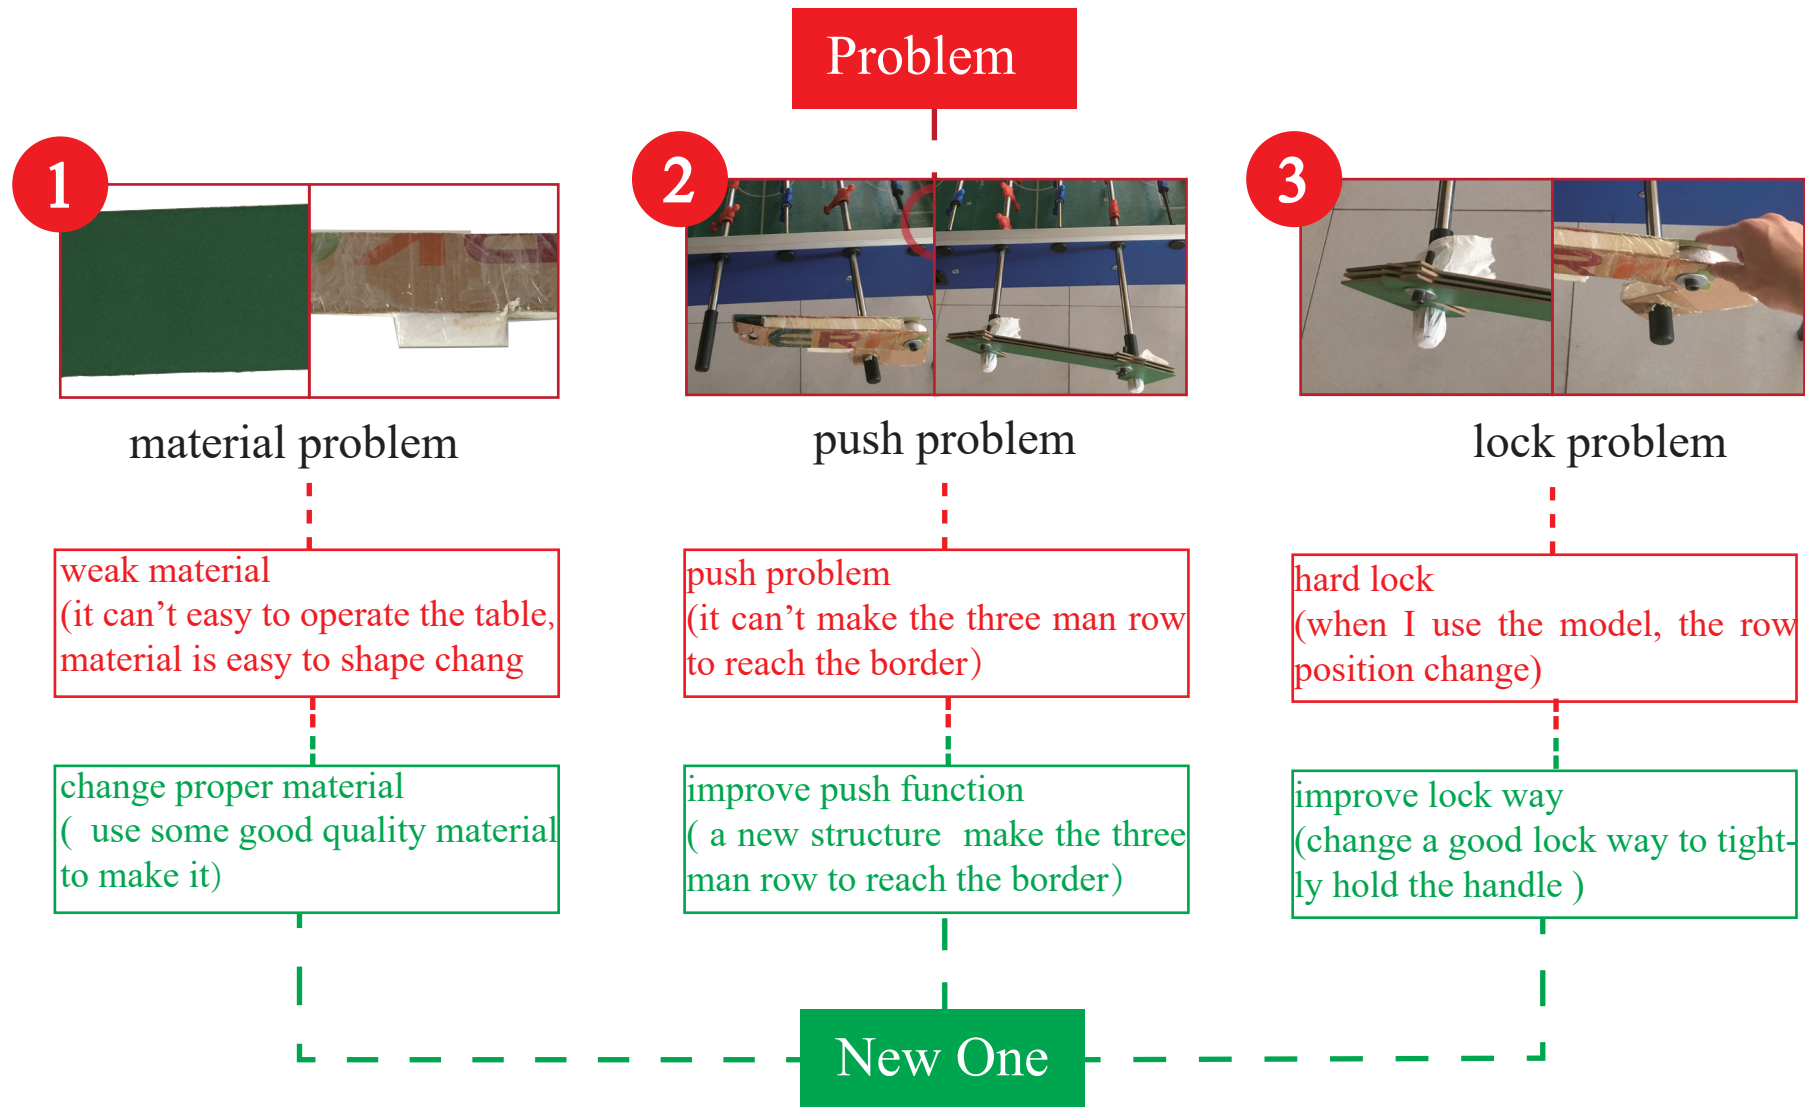 Problem
1
2
3
material problem
push problem
lock problem
weak material
(it can’t easy to operate the table,
material is easy to shape chang
push problem
(it can’t make the three man row
to reach the border)
hard lock
(when I use the model, the row
position change)
change proper material
( use some good quality material
to make it)
improve push function
( a new structure make the three
man row to reach the border)
improve lock way
(change a good lock way to tight-
ly hold the handle )
New One